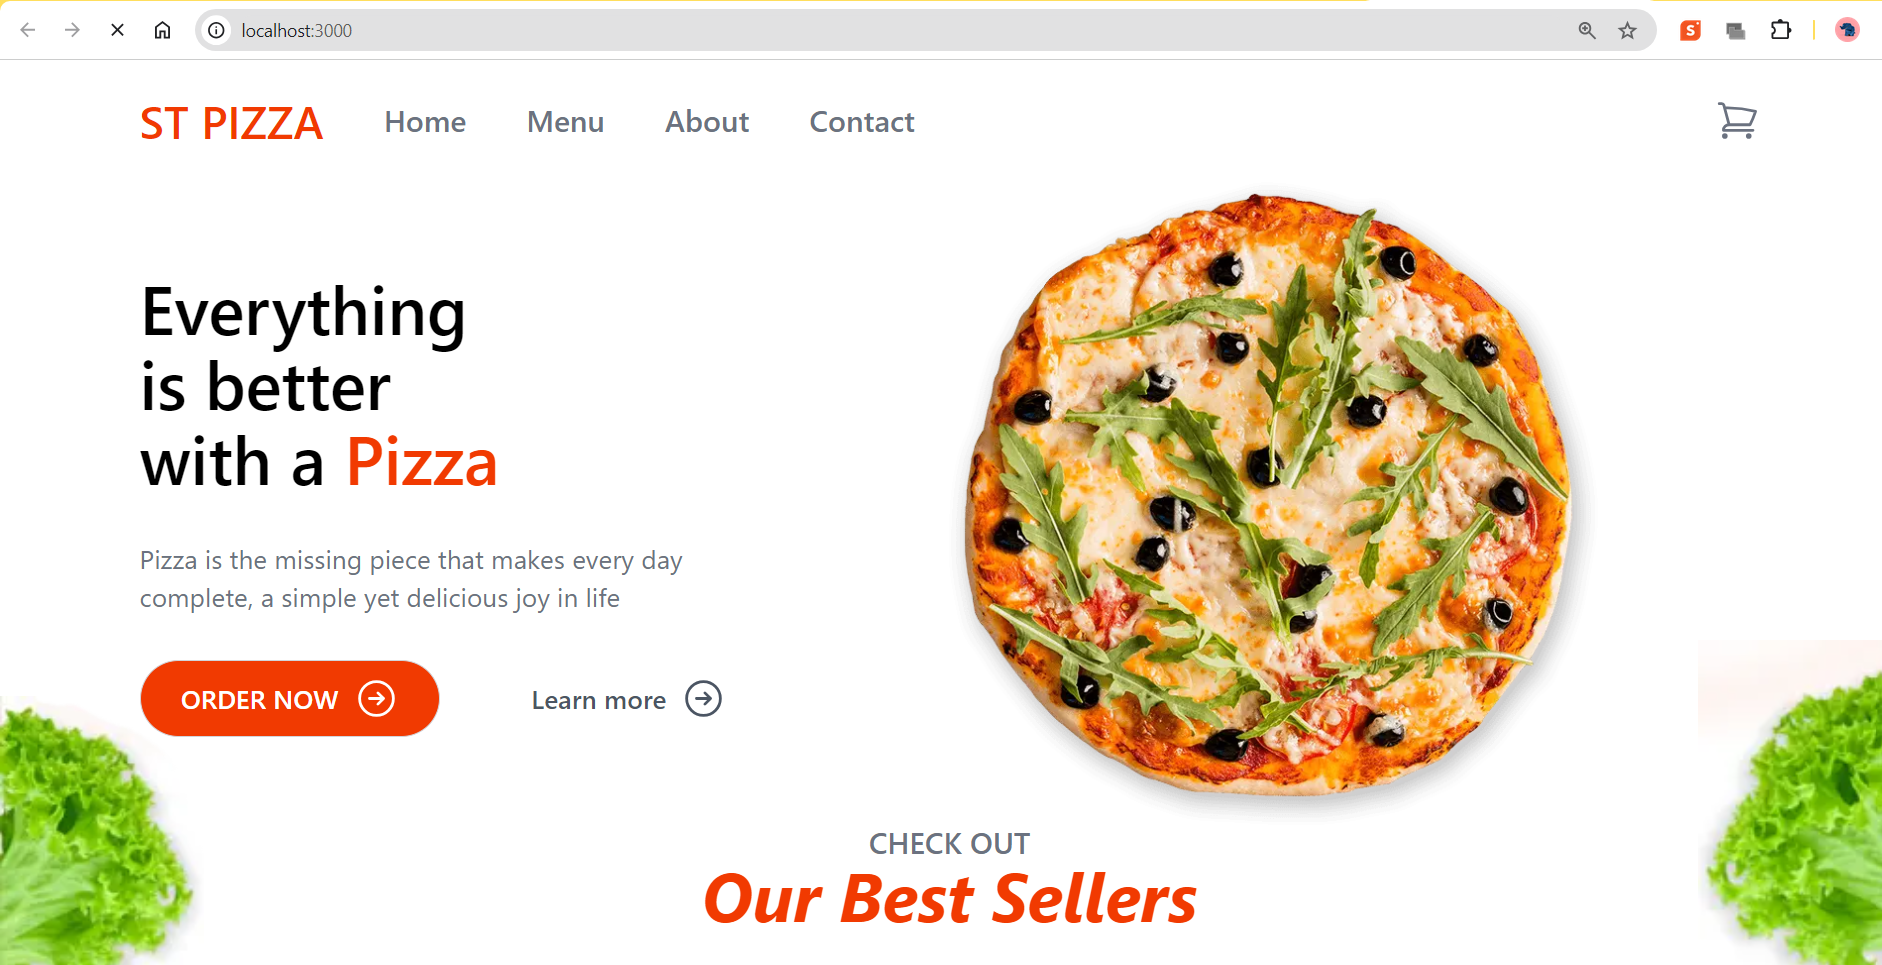 localhost:3000
S
ST PIZZA
Home Menu About Contact
Everything
is better
with a Pizza
Pizza is the missing piece that makes every day
complete, a simple yet delicious joy in life
ORDER NOW
Learn more
CHECK OUT
Our Best Sellers